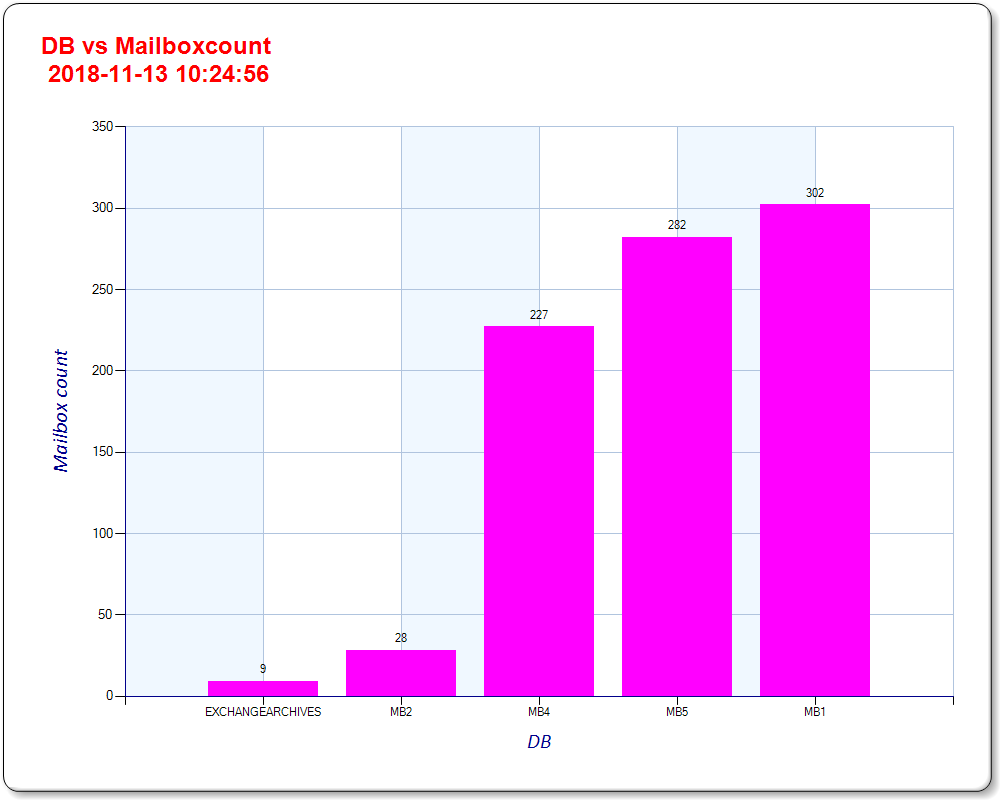 DB vs Mailboxcount
2018-11-13 10:24:56
350
300
250
200
150
100
50
0
Mailbox count
9
28
227
282
302
EXCHANGEARCHIVES
MB2
MB4
MB5
MB1
DB